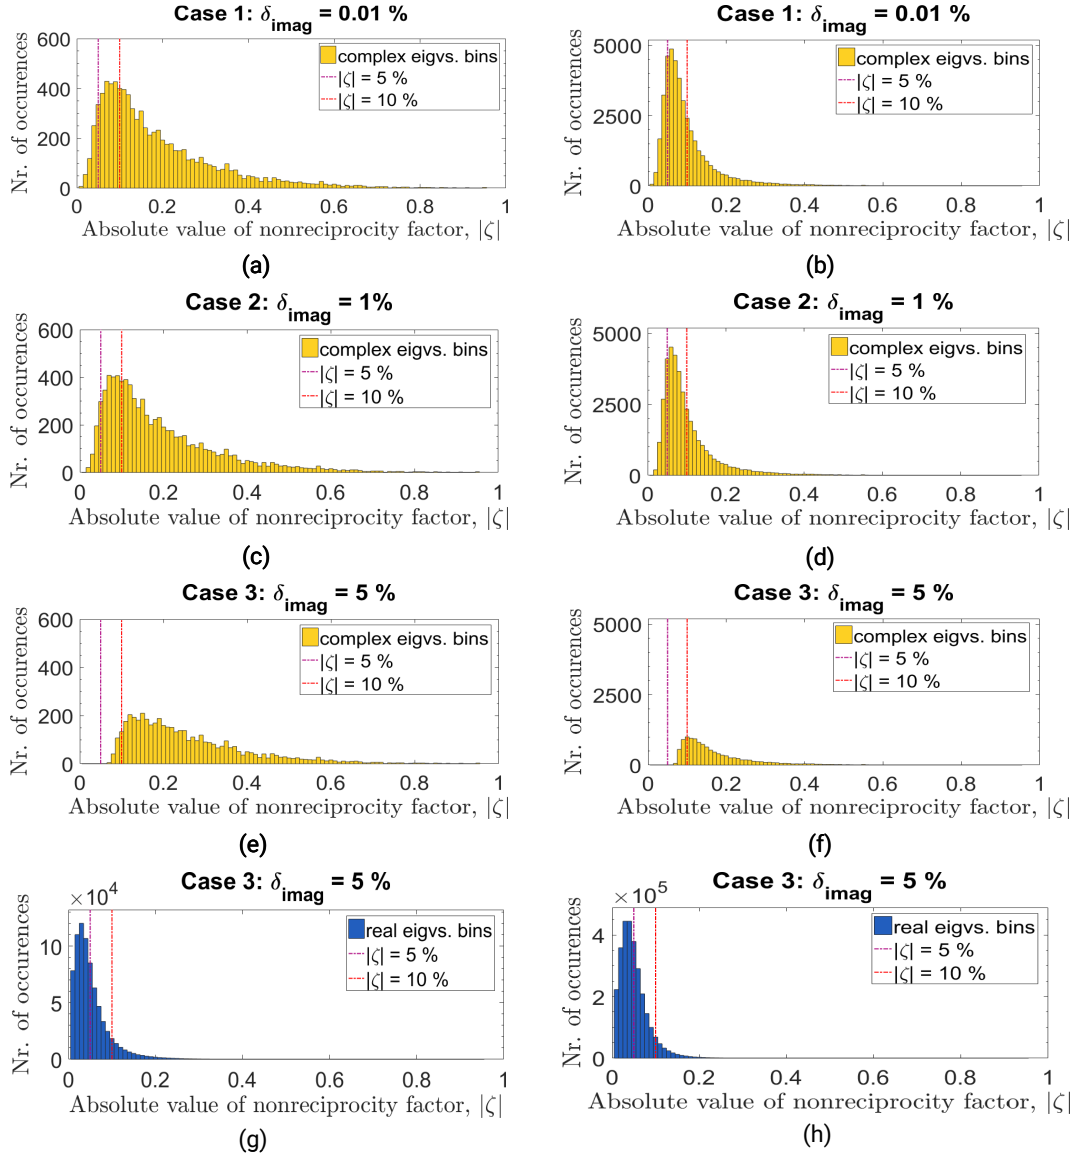 Case 1: δimag = 0.01 %
Nr. of occurences
600
400
200
0
complex eigvs. bins
|ζ| = 5 %
|ζ| = 10 %
0 0.2 0.4 0.6 0.8 1
Absolute value of nonreciprocity factor, |ζ|
(a)
Case 1: δimag = 0.01 %
Nr. of occurences
5000
2500
0
complex eigvs. bins
|ζ| = 5 %
|ζ| = 10 %
0 0.2 0.4 0.6 0.8 1
Absolute value of nonreciprocity factor, |ζ|
(b)
Case 2: δimag = 1%
Nr. of occurences
600
400
200
0
complex eigvs. bins
|ζ| = 5 %
|ζ| = 10 %
0 0.2 0.4 0.6 0.8 1
Absolute value of nonreciprocity factor, |ζ|
(c)
Case 2: δimag = 1 %
Nr. of occurences
5000
2500
0
complex eigvs. bins
|ζ| = 5 %
|ζ| = 10 %
0 0.2 0.4 0.6 0.8 1
Absolute value of nonreciprocity factor, |ζ|
(d)
Case 3: δimag = 5 %
Nr. of occurences
600
400
200
0
complex eigvs. bins
|ζ| = 5 %
|ζ| = 10 %
0 0.2 0.4 0.6 0.8 1
Absolute value of nonreciprocity factor, |ζ|
(e)
Case 3: δimag = 5 %
Nr. of occurences
5000
2500
0
complex eigvs. bins
|ζ| = 5 %
|ζ| = 10 %
0 0.2 0.4 0.6 0.8 1
Absolute value of nonreciprocity factor, |ζ|
(f)
Case 3: δimag = 5 %
×10⁴
Nr. of occurences
10
5
0
real eigvs. bins
|ζ| = 5 %
|ζ| = 10 %
0 0.2 0.4 0.6 0.8 1
Absolute value of nonreciprocity factor, |ζ|
(g)
Case 3: δimag = 5 %
×10⁵
Nr. of occurences
4
2
0
real eigvs. bins
|ζ| = 5 %
|ζ| = 10 %
0 0.2 0.4 0.6 0.8 1
Absolute value of nonreciprocity factor, |ζ|
(h)